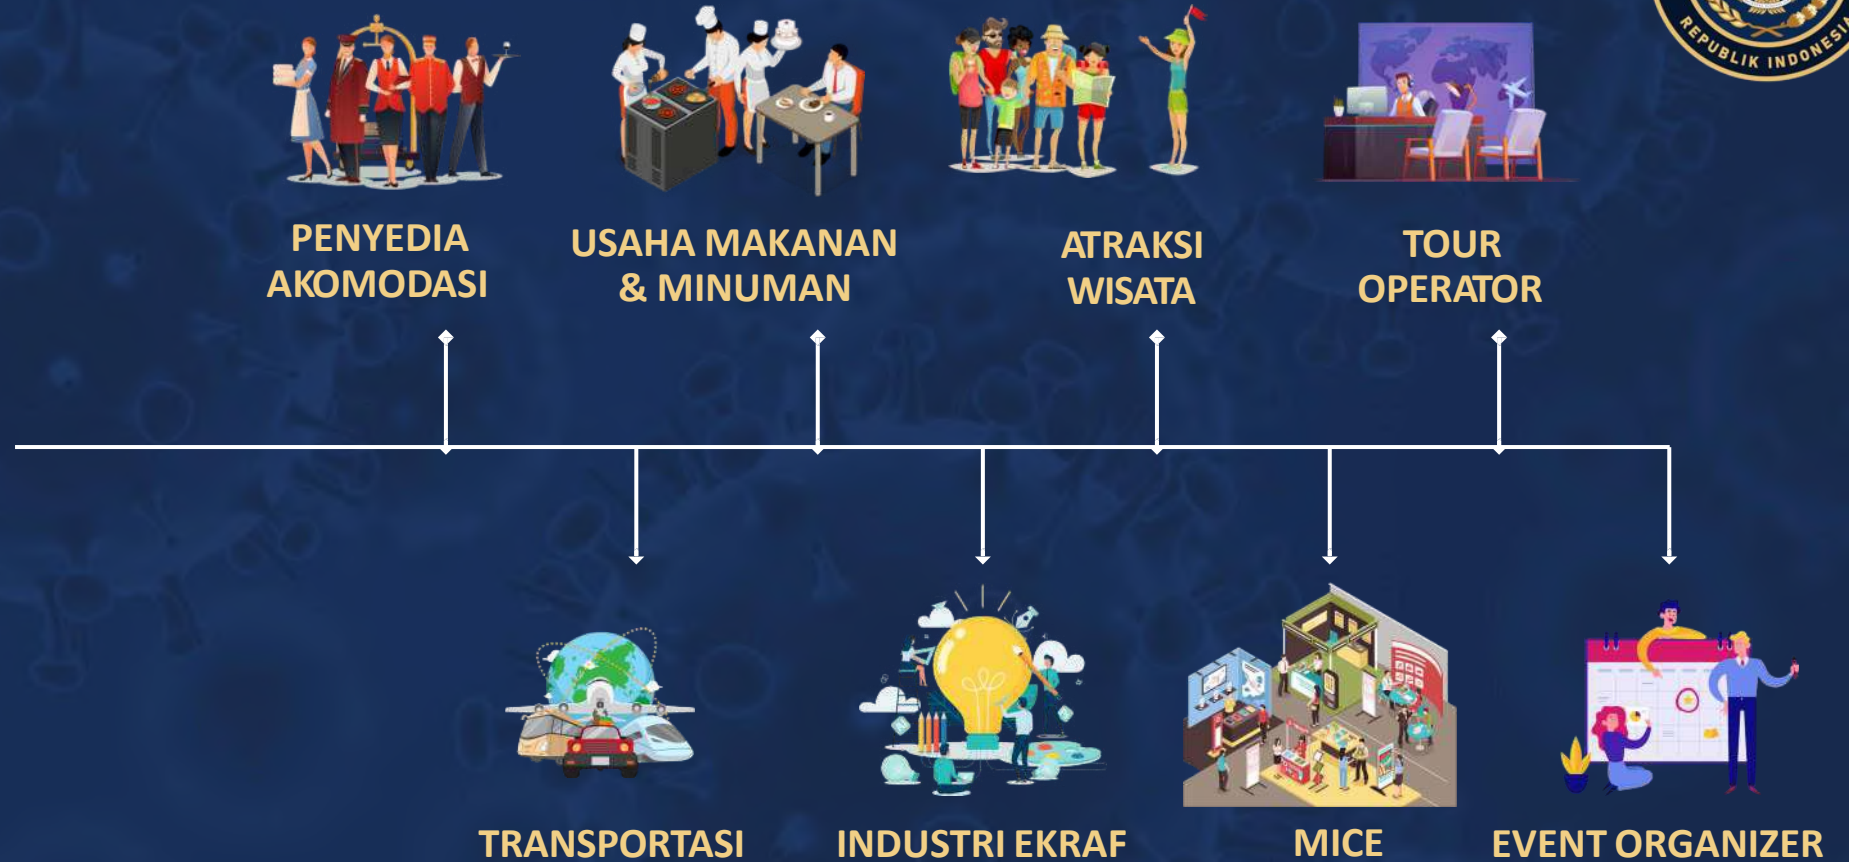 REPUBLIK INDONESIA
PENYEDIA
AKOMODASI
USAHA MAKANAN
& MINUMAN
ATRAKSI
WISATA
TOUR
OPERATOR
TRANSPORTASI
INDUSTRI EKRAF
MICE
EVENT ORGANIZER